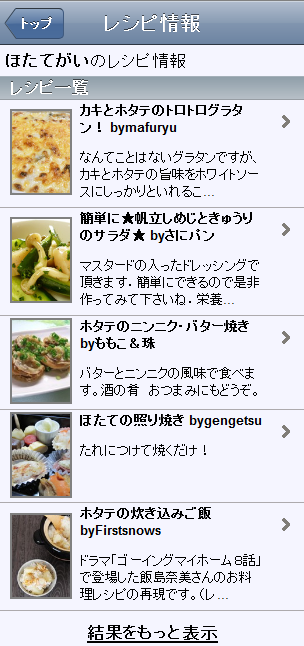 トップ
レシピ情報
ほたてがいのレシピ情報
レシピ一覧
カキとホタテのトロトログラタ
ン！ bymafuryu
なんてことはないグラタンですが、
カキとホタテの旨味をホワイトソー
スにしっかりといれるこ...
簡単に★帆立しめじときゅうり
のサラダ★ byさにパン
マスタードの入ったドレッシングで
頂きます．簡単にできるので是非
作ってみて下さいね．栄養...
ホタテのニンニク・バター焼き
byももこ＆珠
バターとニンニクの風味で食べま
す。酒の肴　おつまみにもどうぞ。
ほたての照り焼き bygengetsu
たれにつけて焼くだけ！
ホタテの炊き込みご飯
byFirstsnows
ドラマ「ゴーイングマイホーム8話」
で登場した飯島奈美さんのお料
理レシピの再現です。（レ...
結果をもっと表示